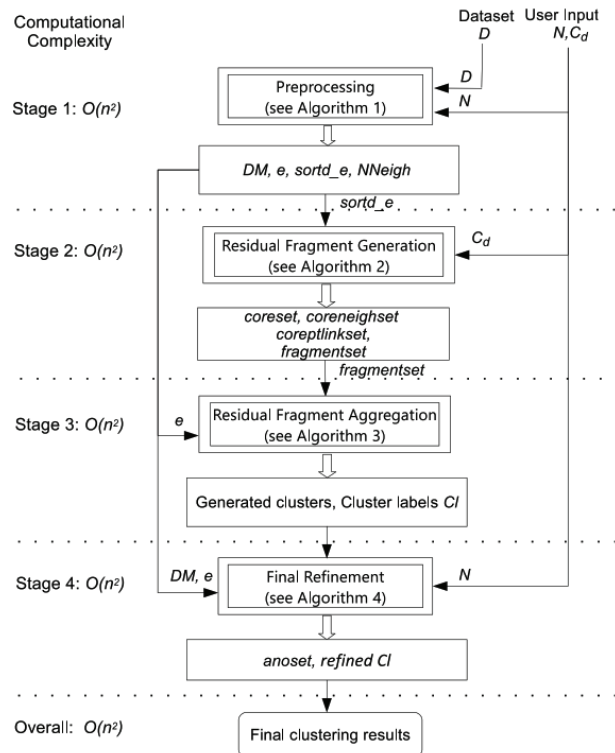 Computational
Complexity
Dataset
D
User Input
N,Cd
Stage 1: O(n²)
Preprocessing
(see Algorithm 1)
D
N
DM, e, sortd_e, NNeigh
sortd_e
Stage 2: O(n²)
Residual Fragment Generation
(see Algorithm 2)
Cd
coreset, coreneighset
coreptlinkset,
fragmentset
fragmentset
Stage 3: O(n²)
e
Residual Fragment Aggregation
(see Algorithm 3)
Generated clusters, Cluster labels Cl
Stage 4: O(n²)
DM, e
Final Refinement
(see Algorithm 4)
N
anoset, refined Cl
Overall: O(n²)
Final clustering results